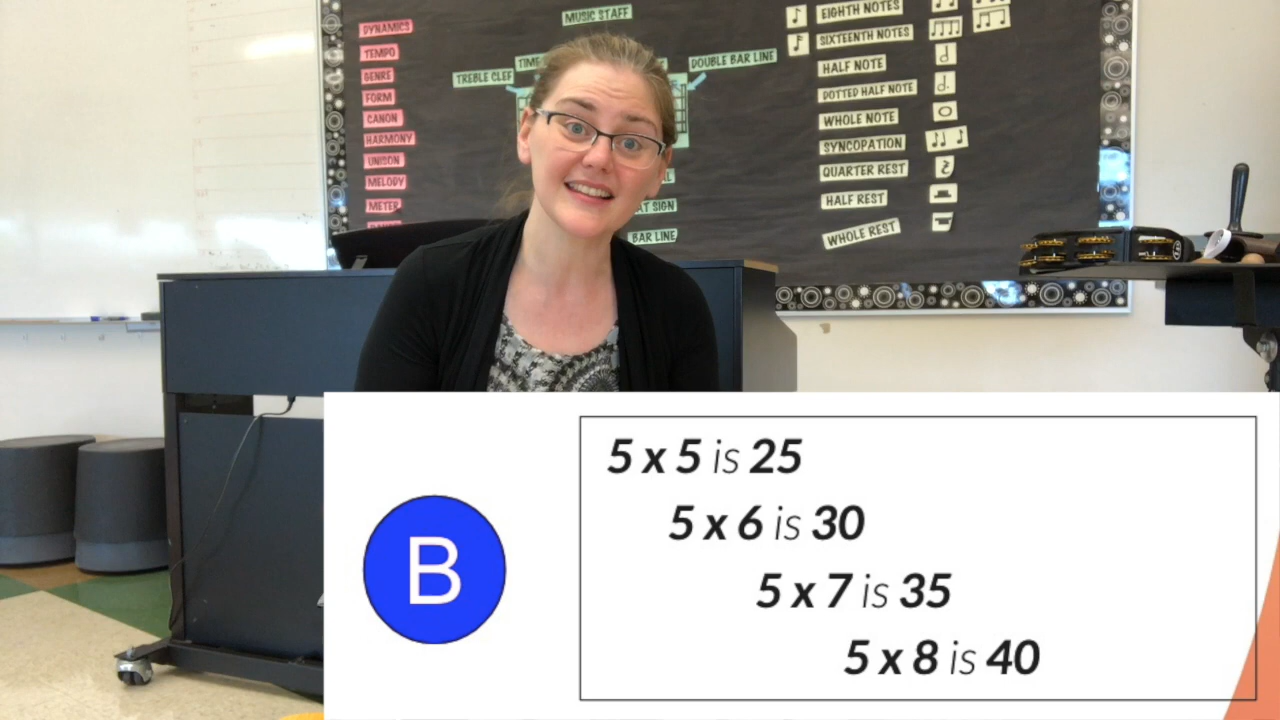 MUSIC STAFF
DYNAMICS
TEMPO
GENRE
FORM
CANON
HARMONY
UNISON
MELODY
METER
TREBLE CLEF
TIME
DOUBLE BAR LINE
BAR LINE
EIGHTH NOTES
SIXTEENTH NOTES
HALF NOTE
DOTTED HALF NOTE
WHOLE NOTE
SYNCOPATION
QUARTER REST
HALF REST
WHOLE REST
B
5 x 5 is 25
5 x 6 is 30
5 x 7 is 35
5 x 8 is 40